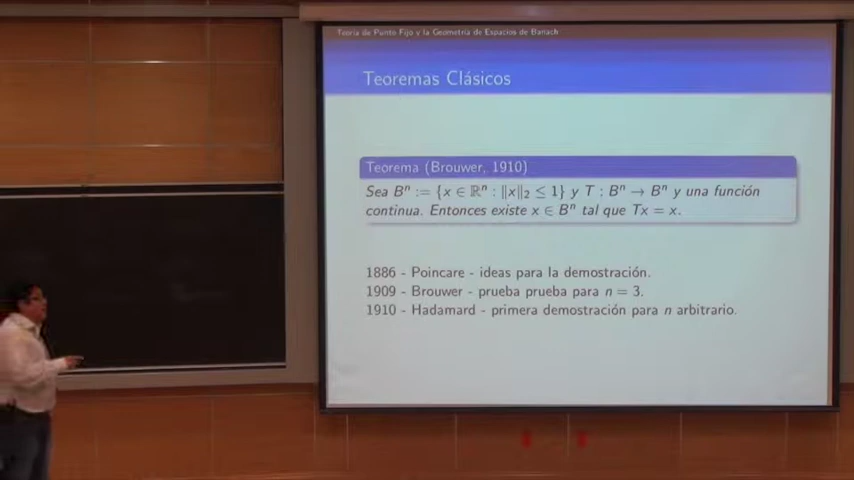 Teoría de Punto Fijo y la Geometría de Espacios de Banach
Teoremas Clásicos
Teorema (Brouwer, 1910)
Sea Bⁿ := {x ∈ ℝⁿ : ‖x‖₂ ≤ 1} y T : Bⁿ → Bⁿ y una función
continua. Entonces existe x ∈ Bⁿ tal que Tx = x.
1886 - Poincare - ideas para la demostración.
1909 - Brouwer - prueba prueba para n = 3.
1910 - Hadamard - primera demostración para n arbitrario.